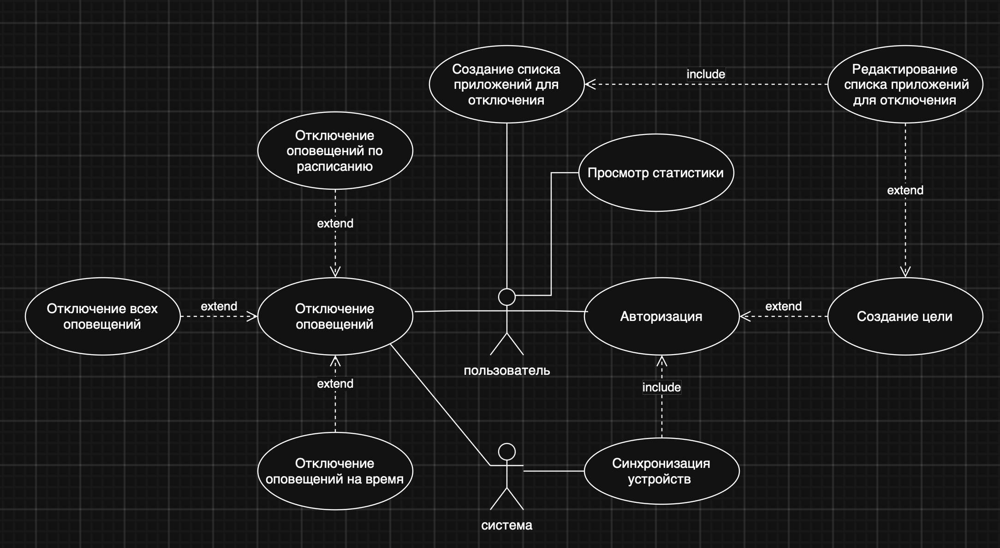 Создание списка
приложений для
отключения
include
Редактирование
списка приложений
для отключения
Отключение
оповещений по
расписанию
Просмотр статистики
extend
extend
Отключение всех
оповещений
extend
Отключение
оповещений
Авторизация
extend
Создание цели
пользователь
extend
include
Отключение
оповещений на время
Синхронизация
устройств
система